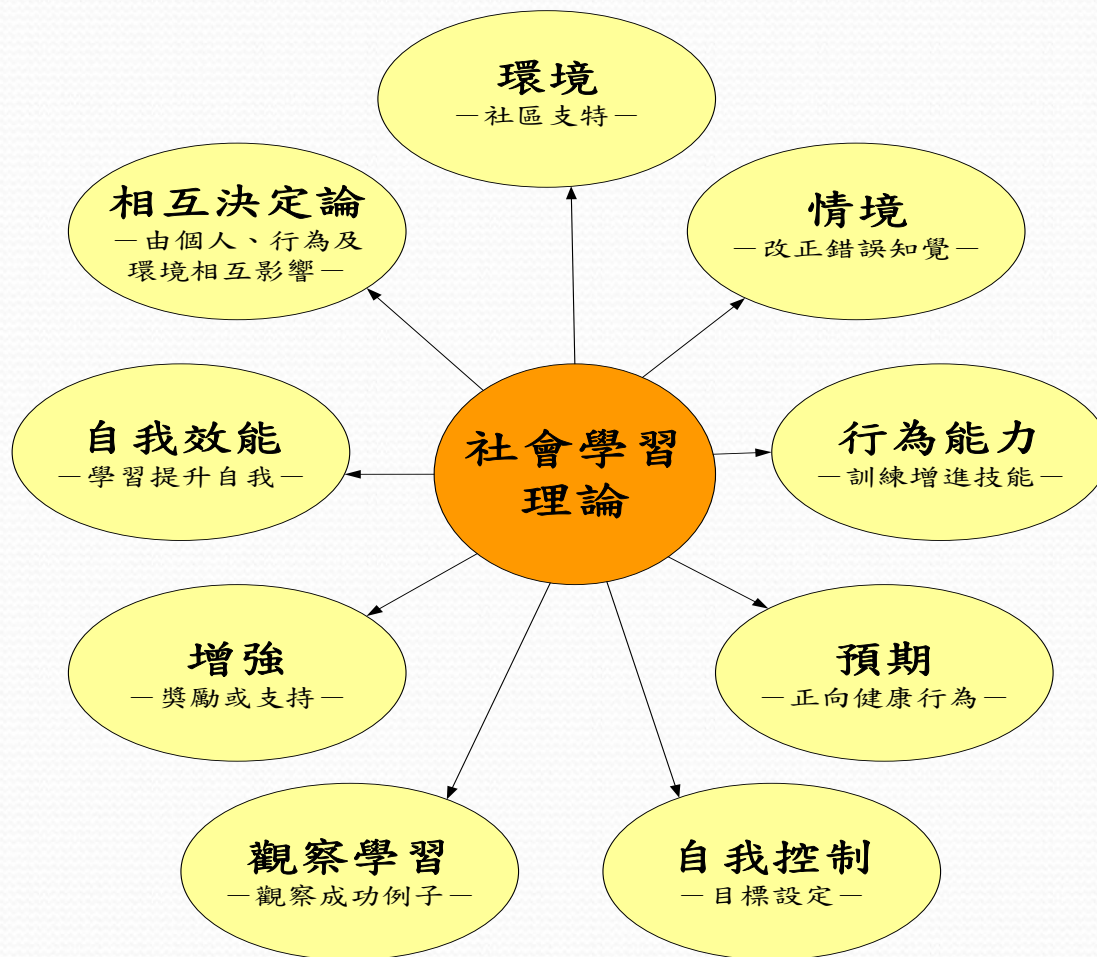 環境
－社區支特－
相互決定論
－由個人、行為及
環境相互影響－
情境
－改正錯誤知覺－
自我效能
－學習提升自我－
社會學習
理論
行為能力
－訓練增進技能－
增強
－獎勵或支持－
預期
－正向健康行為－
觀察學習
－觀察成功例子－
自我控制
－目標設定－